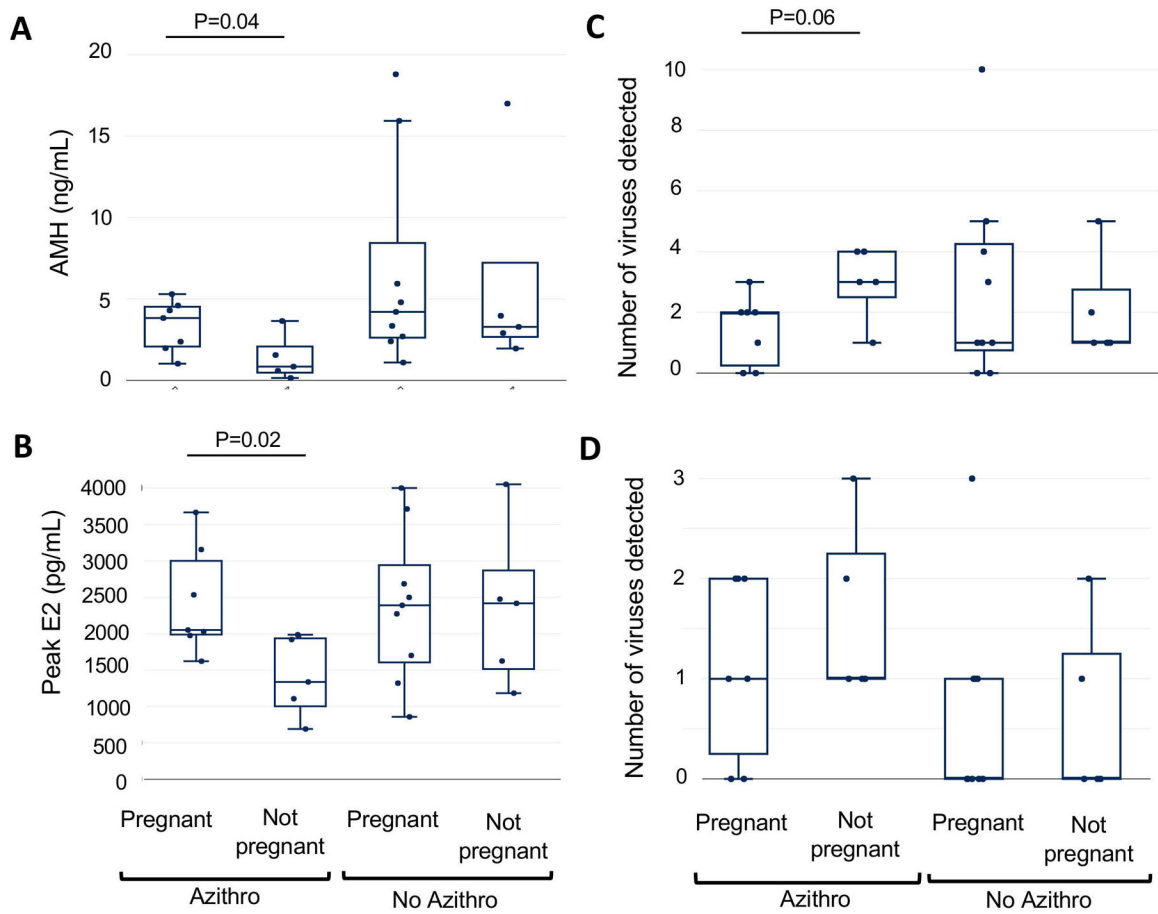 A
P=0.04
AMH (ng/mL)
20
15
10
5
0
B
P=0.02
Peak E2 (pg/mL)
4000
3500
3000
2500
2000
1500
1000
500
0
Pregnant
Not
pregnant
Pregnant
Not
pregnant
Azithro
No Azithro
C
P=0.06
Number of viruses detected
10
8
6
4
2
0
D
Number of viruses detected
3
2
1
0
Pregnant
Not
pregnant
Pregnant
Not
pregnant
Azithro
No Azithro